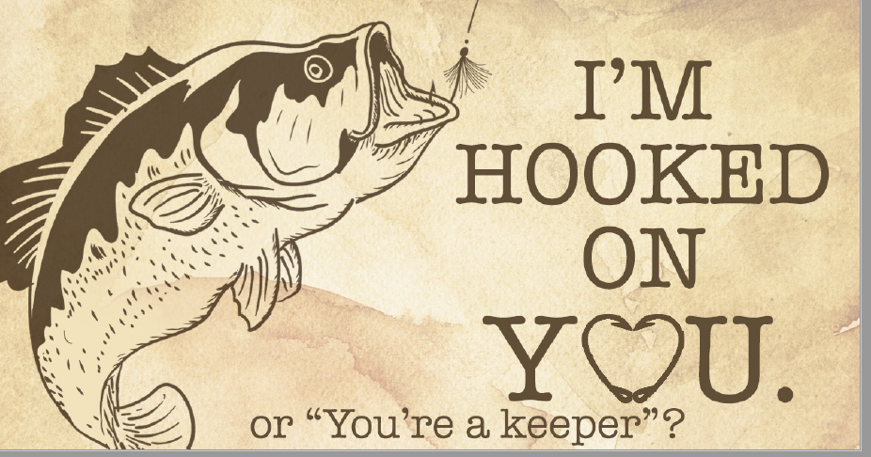 I'M
HOOKED
ON
YOU.
or “You're a keeper”?